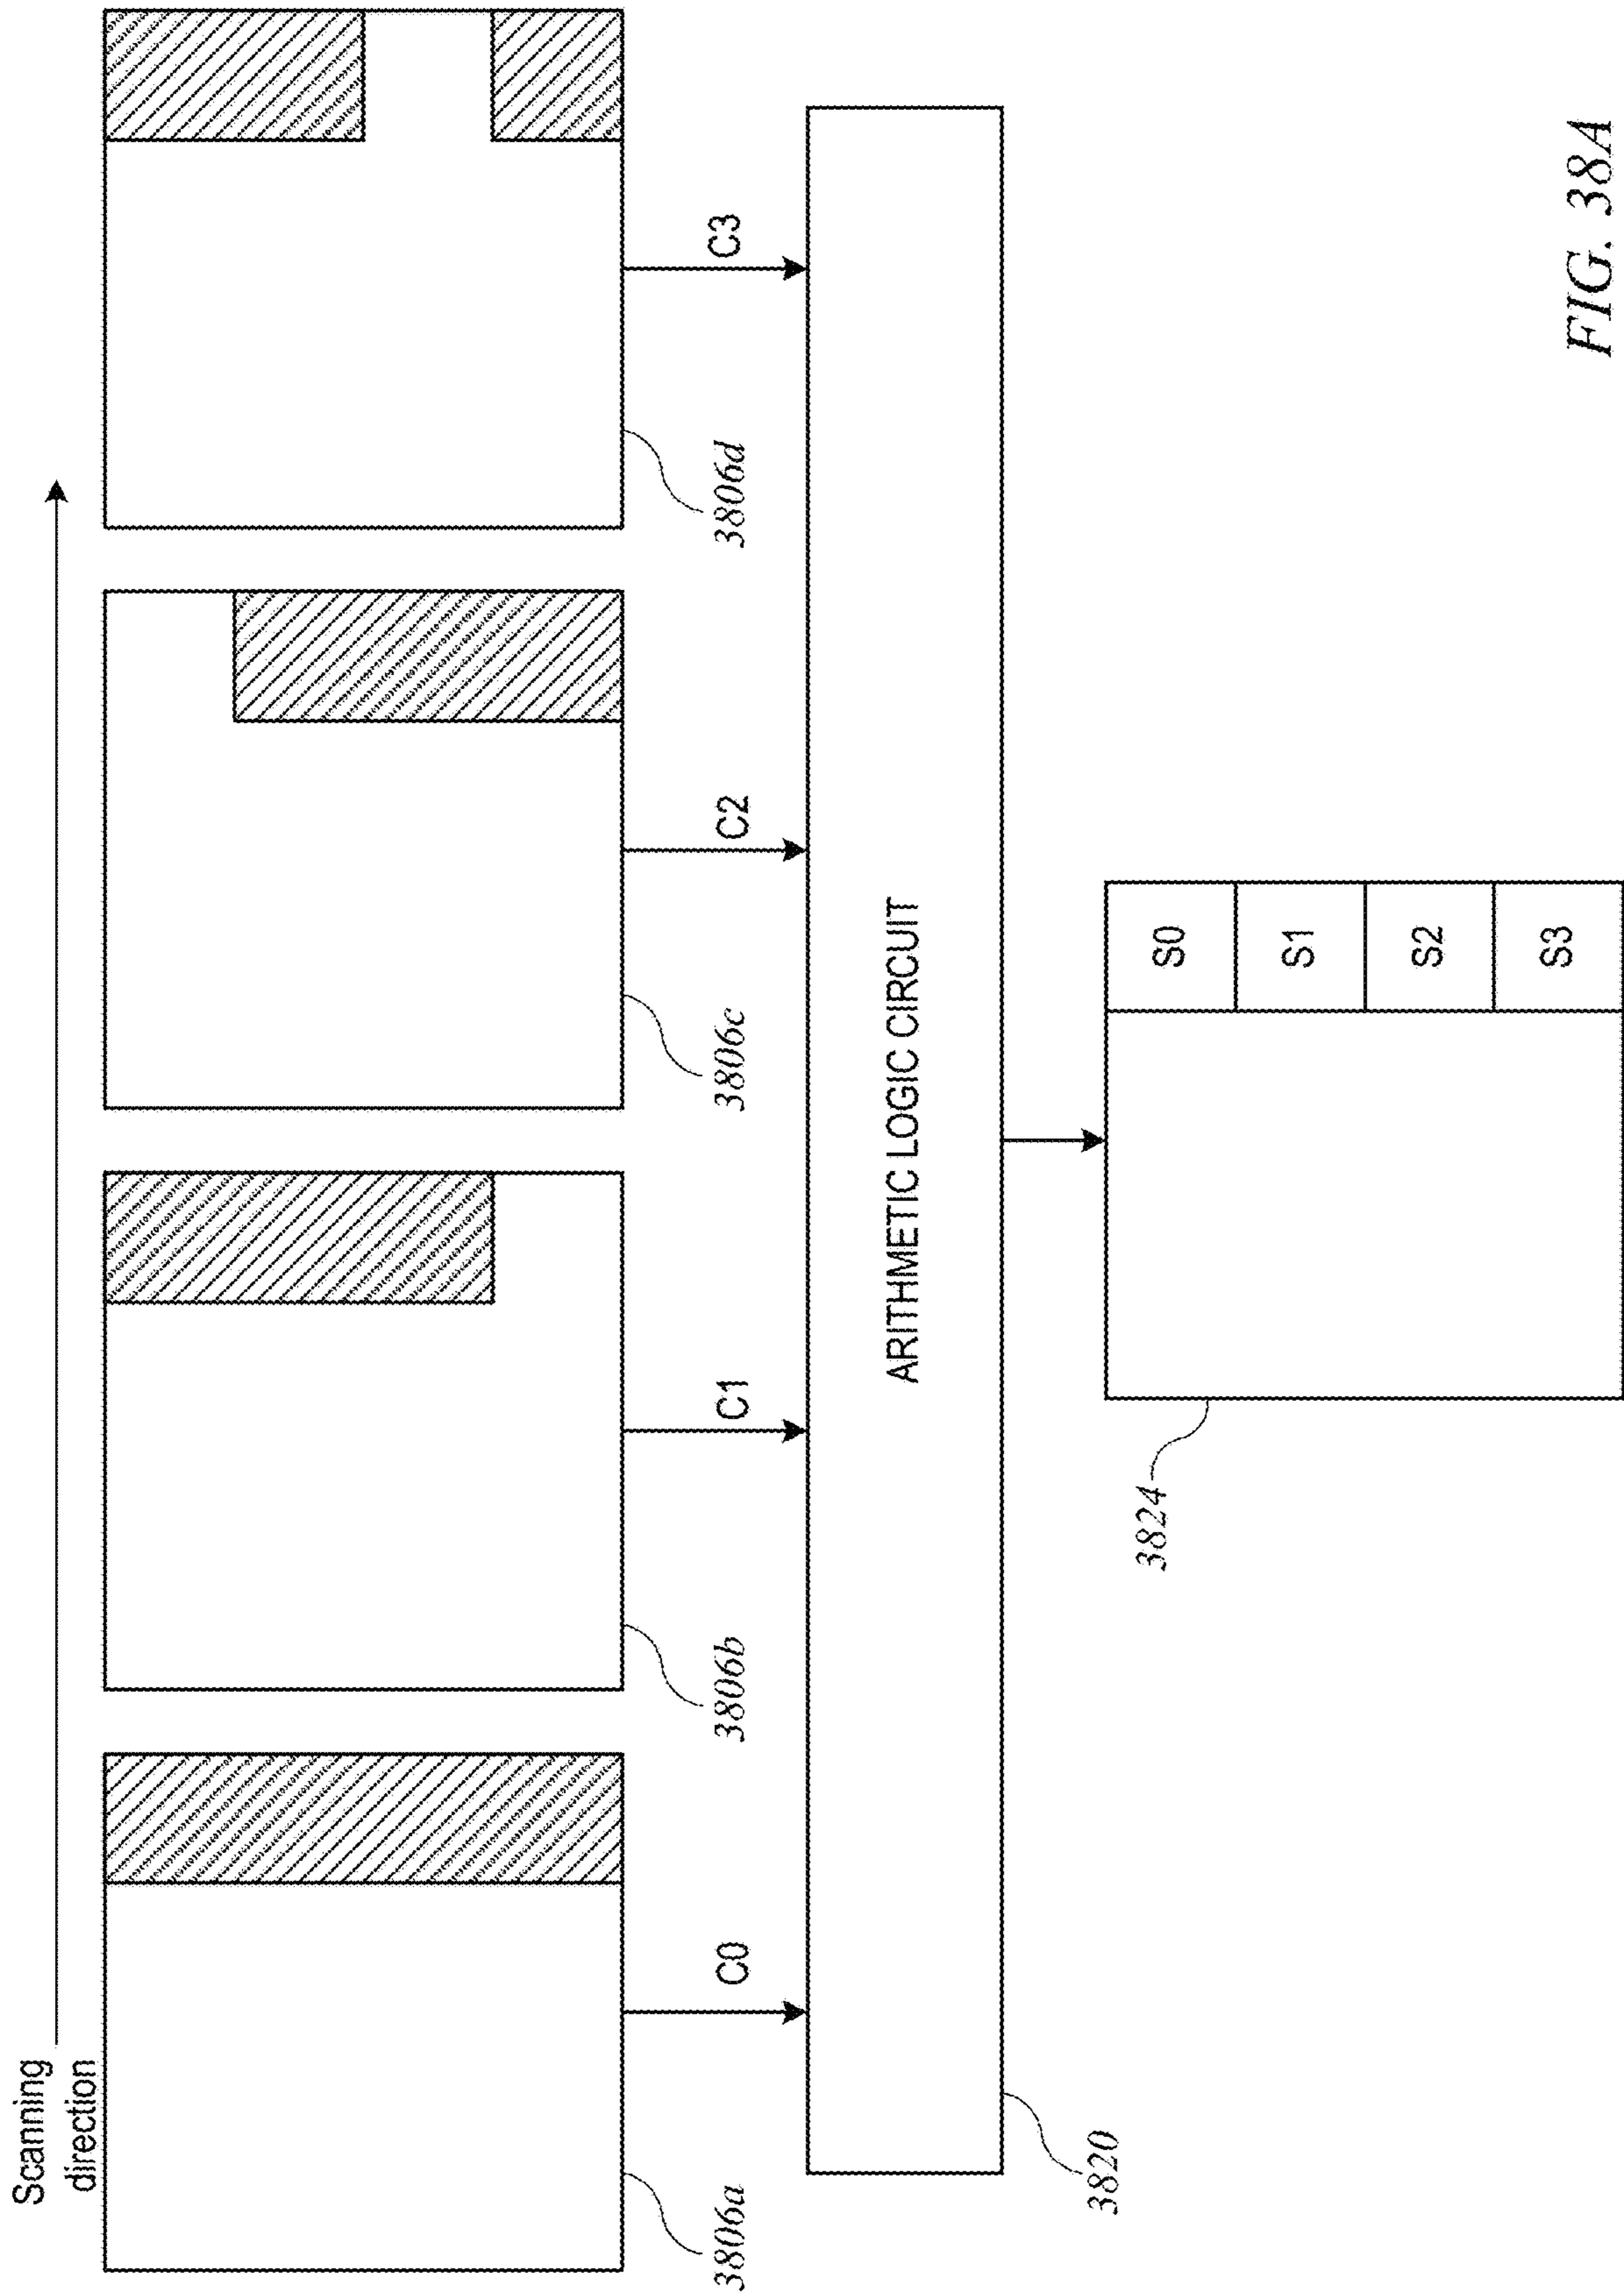 Scanning
direction
3806a
3806b
3806c
3806d
C0
C1
C2
C3
ARITHMETIC LOGIC CIRCUIT
3820
3824
S0
S1
S2
S3
FIG. 38A